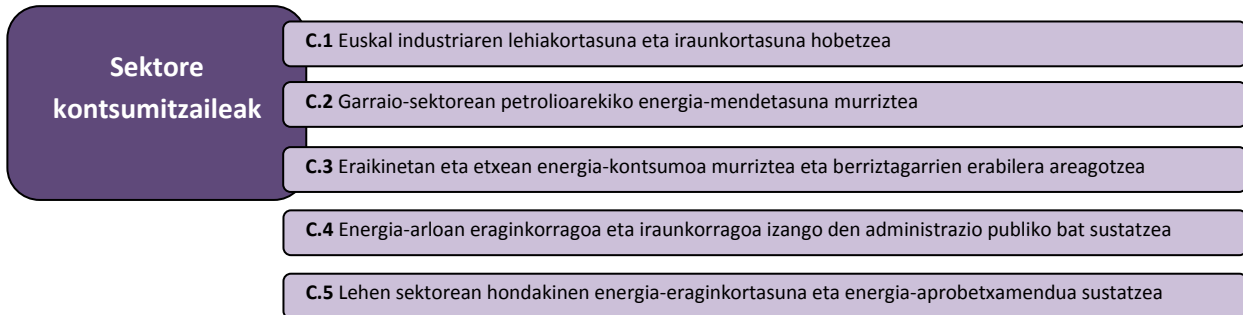 Sektore
kontsumitzaileak
C.1 Euskal industriaren lehiakortasuna eta iraunkortasuna hobetzea
C.2 Garraio-sektorean petrolioarekiko energia-mendetasuna murriztea
C.3 Eraikinetan eta etxean energia-kontsumoa murriztea eta berriztagarrien erabilera areagotzea
C.4 Energia-arloan eraginkorragoa eta iraunkorragoa izango den administrazio publiko bat sustatzea
C.5 Lehen sektorean hondakinen energia-eraginkortasuna eta energia-aprobetxamendua sustatzea